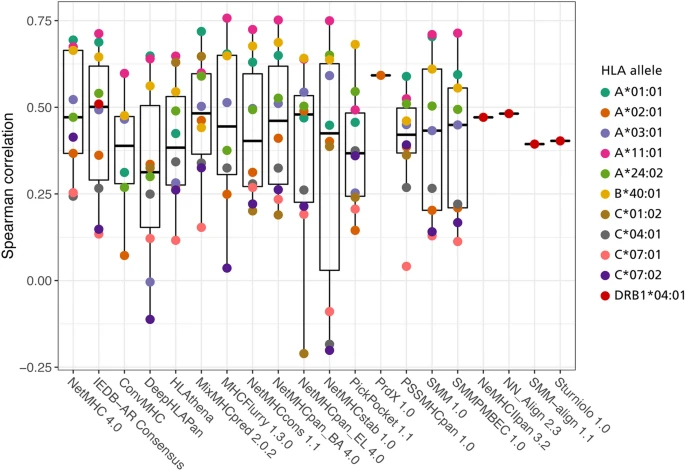 0.75
0.50
0.25
0.00
−0.25
Spearman correlation
NetMHC 4.0
IEDB−AR Consensus
ConvMHC
DeepHLAPan
HLAthena
MixMHCpred 2.0.2
MHCFlurry 1.3.0
NetMHCcons 1.1
NetMHCpan_BA 4.0
NetMHCpan_EL 4.0
NetMHCstab 1.0
PickPocket 1.1
PrdX 1.0
PSSMHCpan 1.0
SMM 1.0
SMMPMBEC 1.0
NeMHCIIpan 3.2
NN_Align 2.3
SMM−align 1.1
Sturniolo 1.0
HLA allele
A*01:01
A*02:01
A*03:01
A*11:01
A*24:02
B*40:01
C*01:02
C*04:01
C*07:01
C*07:02
DRB1*04:01